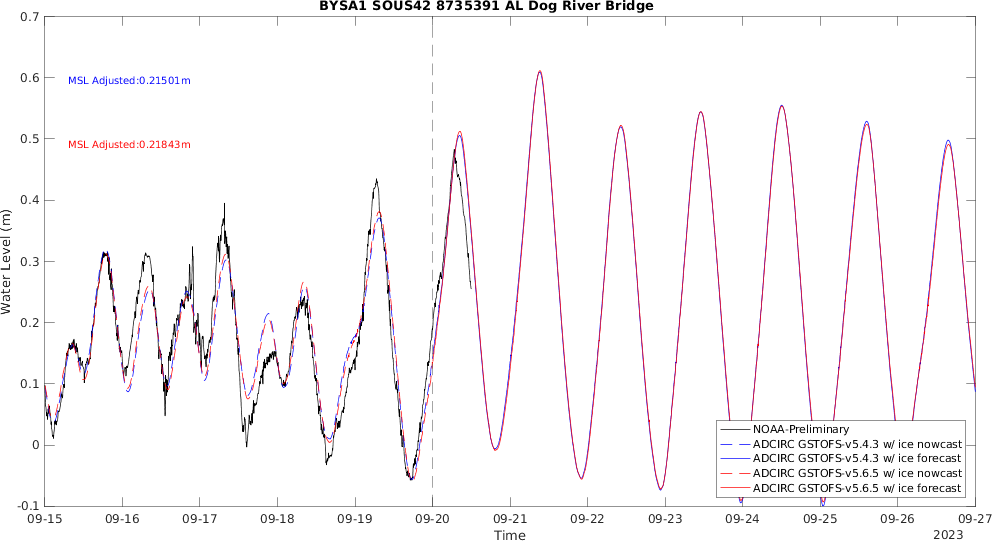 BYSA1 SOUS42 8735391 AL Dog River Bridge
0.7
0.6
0.5
0.4
0.3
0.2
0.1
0
-0.1
Water Level (m)
MSL Adjusted:0.21501m
MSL Adjusted:0.21843m
NOAA-Preliminary
ADCIRC GSTOFS-v5.4.3 w/ ice nowcast
ADCIRC GSTOFS-v5.4.3 w/ ice forecast
ADCIRC GSTOFS-v5.6.5 w/ ice nowcast
ADCIRC GSTOFS-v5.6.5 w/ ice forecast
09-15 09-16 09-17 09-18 09-19 09-20 09-21 09-22 09-23 09-24 09-25 09-26 09-27
Time
2023